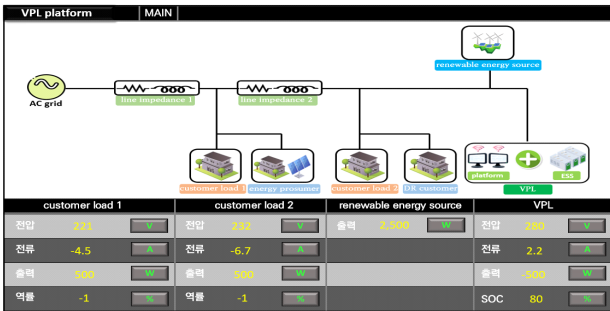 VPL platform MAIN
renewable energy source
AC grid
line impedance 1 line impedance 2
platform ESS
customer load 1 energy prosumer customer load 2 DR customer VPL
customer load 1 customer load 2 renewable energy source VPL
전압 221 V 전압 232 V 출력 2,500 W 전압 280 V
전류 -4.5 A 전류 -6.7 A 전류 2.2 A
출력 500 W 출력 500 W 출력 -500 W
역률 -1 % 역률 -1 % SOC 80 %